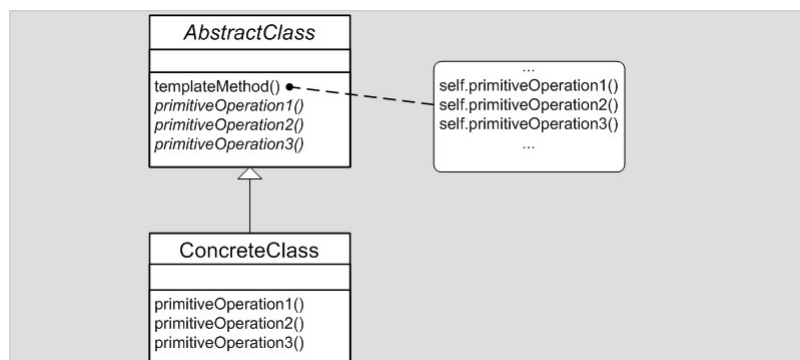 AbstractClass
templateMethod()
primitiveOperation1()
primitiveOperation2()
primitiveOperation3()
...
self.primitiveOperation1()
self.primitiveOperation2()
self.primitiveOperation3()
...
ConcreteClass
primitiveOperation1()
primitiveOperation2()
primitiveOperation3()